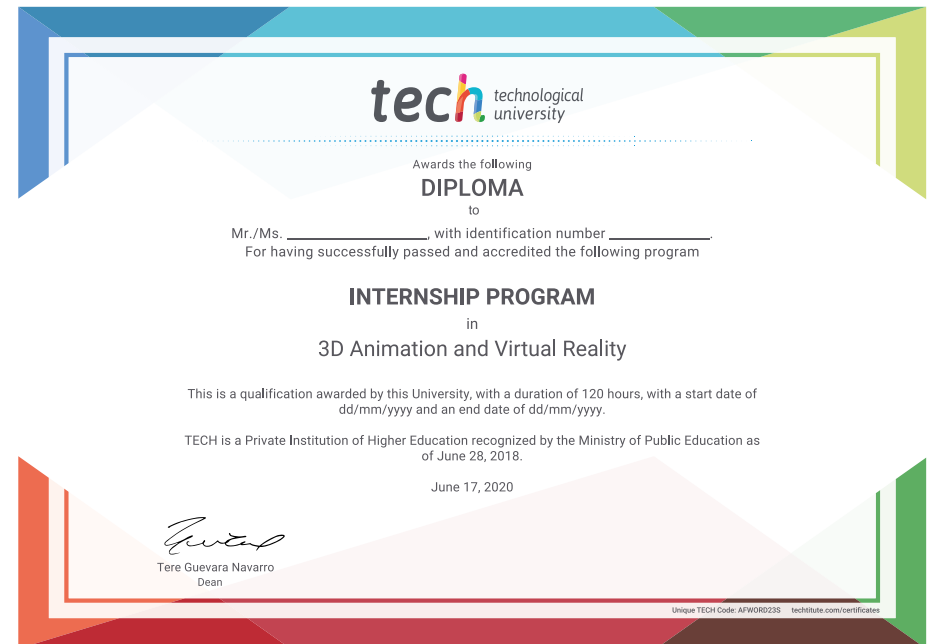 tech technological
university
Awards the following
DIPLOMA
to
Mr./Ms. ____________, with identification number ____________.
For having successfully passed and accredited the following program
INTERNSHIP PROGRAM
in
3D Animation and Virtual Reality
This is a qualification awarded by this University, with a duration of 120 hours, with a start date of
dd/mm/yyyy and an end date of dd/mm/yyyy.
TECH is a Private Institution of Higher Education recognized by the Ministry of Public Education as
of June 28, 2018.
June 17, 2020
Tere Guevara Navarro
Dean
Unique TECH Code: AFWORD23S techtitute.com/certificates